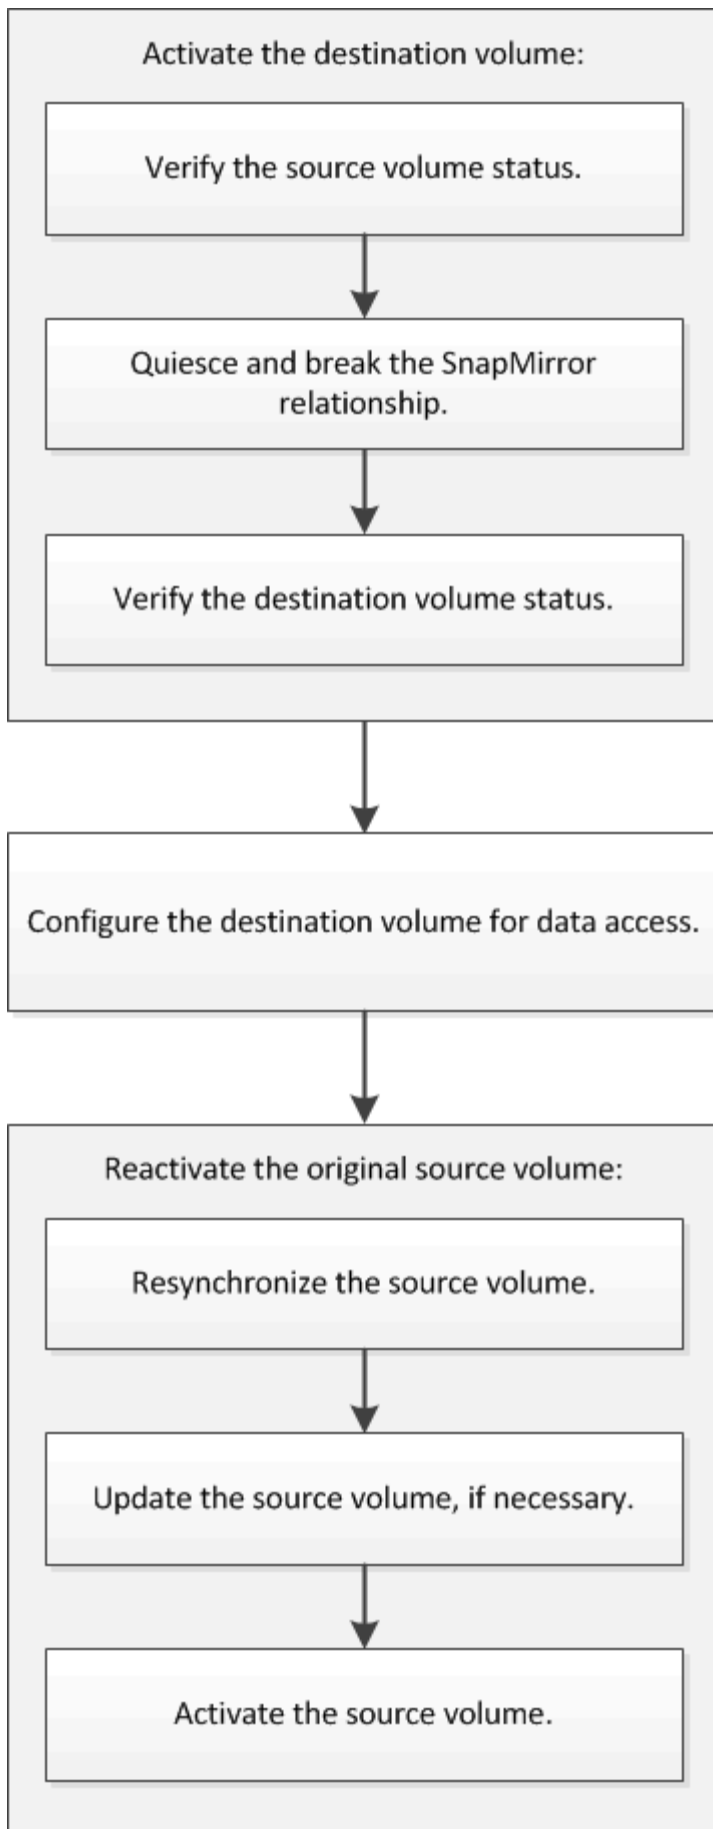 Activate the destination volume:
Verify the source volume status.
Quiesce and break the SnapMirror
relationship.
Verify the destination volume status.
Configure the destination volume for data access.
Reactivate the original source volume:
Resynchronize the source volume.
Update the source volume, if necessary.
Activate the source volume.